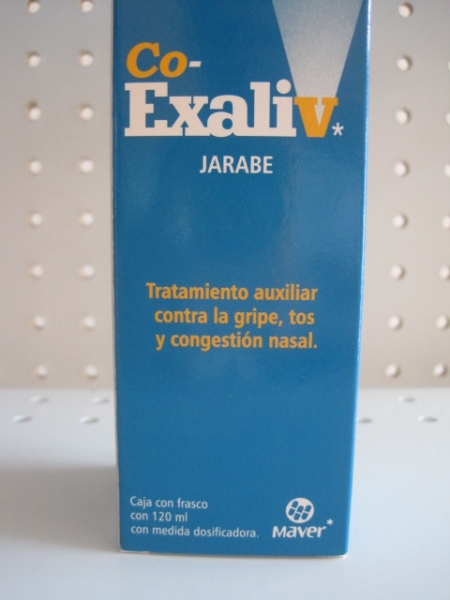 Co-
Exaliv*
JARABE
Tratamiento auxiliar
contra la gripe, tos
y congestión nasal.
Caja con frasco
con 120 ml
con medida dosificadora.
Maver*